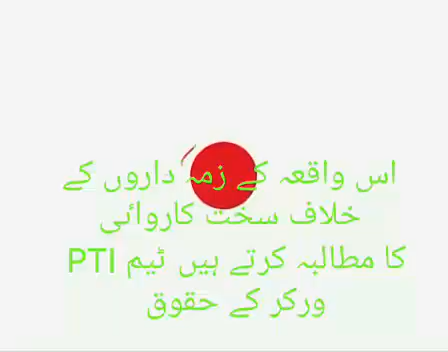 اس واقعہ کے زمہ داروں کے
خلاف سخت کاروائی
کا مطالبہ کرتے ہیں ٹیم PTI
ورکر کے حقوق